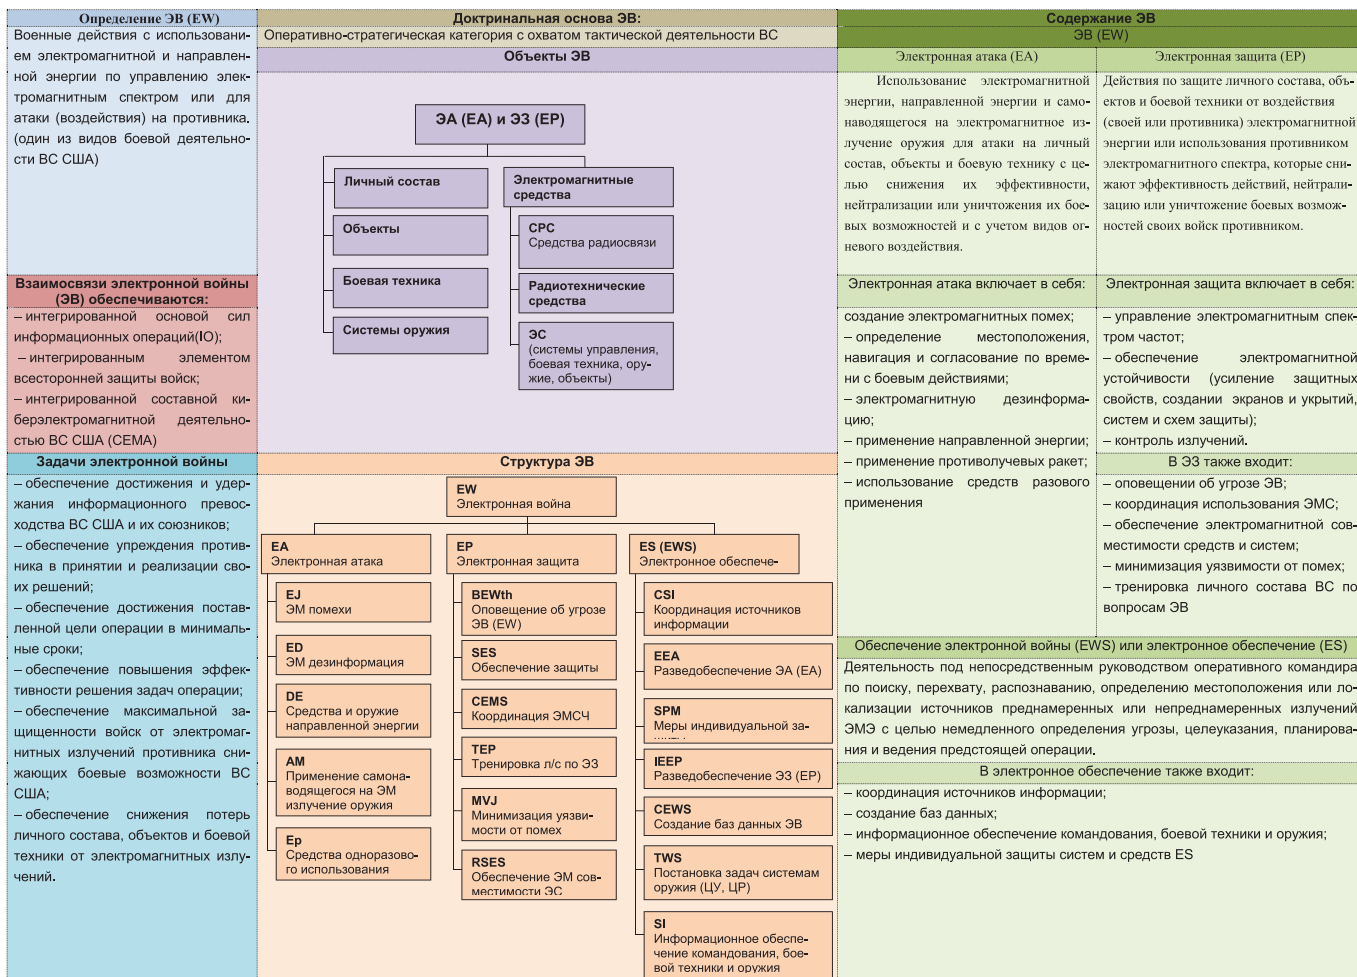 Определение ЭВ (EW)
Военные действия с использовани-
ем электромагнитной и направлен-
ной энергии по управлению элек-
тромагнитным спектром или для
атаки (воздействия) на противника.
(один из видов боевой деятельно-
сти ВС США)
Взаимосвязи электронной войны
(ЭВ) обеспечиваются:
– интегрированной основой сил
информационных операций(IO);
– интегрированным элементом
всесторонней защиты войск;
– интегрированной составной ки-
берэлектромагнитной деятельно-
стью ВС США (CEMA)
Задачи электронной войны
– обеспечение достижения и удер-
жания информационного превос-
ходства ВС США и их союзников;
– обеспечение упреждения против-
ника в принятии и реализации сво-
их решений;
– обеспечение достижения постав-
ленной цели операции в минималь-
ные сроки;
– обеспечение повышения эффек-
тивности решения задач операции;
– обеспечение максимальной за-
щищенности войск от электромаг-
нитных излучений противника сни-
жающих боевые возможности ВС
США;
– обеспечение снижения потерь
личного состава, объектов и боевой
техники от электромагнитных излу-
чений.
Доктринальная основа ЭВ:
Оперативно-стратегическая категория с охватом тактической деятельности ВС
Объекты ЭВ
ЭА (EA) и ЭЗ (EP)
Личный состав
Объекты
Боевая техника
Системы оружия
Электромагнитные
средства
СРС
Средства радиосвязи
Радиотехнические
средства
ЭС
(системы управления,
боевая техника, ору-
жие, объекты)
Структура ЭВ
EW
Электронная война
EA
Электронная атака
EJ
ЭМ помехи
ED
ЭМ дезинформация
DE
Средства и оружие
направленной энергии
AM
Применение самона-
водящегося на ЭМ
излучение оружия
Ep
Средства одноразово-
го использования
EP
Электронная защита
BEWth
Оповещение об угрозе
ЭВ (EW)
SES
Обеспечение защиты
CEMS
Координация ЭМСЧ
TEP
Тренировка л/с по ЭЗ
MVJ
Минимизация уязви-
мости от помех
RSES
Обеспечение ЭМ сов-
местимости ЭС
ES (EWS)
Электронное обеспече-
CSI
Координация источников
информации
EEA
Разведобеспечение ЭА (EA)
SPM
Меры индивидуальной за-
IEEP
Разведобеспечение ЭЗ (EP)
CEWS
Создание баз данных ЭВ
TWS
Постановка задач системам
оружия (ЦУ, ЦР)
SI
Информационное обеспе-
чение командования, бое-
вой техники и оружия
Содержание ЭВ
ЭВ (EW)
Электронная атака (EA)
Использование электромагнитной
энергии, направленной энергии и само-
наводящегося на электромагнитное из-
лучение оружия для атаки на личный
состав, объекты и боевую технику с це-
лью снижения их эффективности,
нейтрализации или уничтожения их бое-
вых возможностей и с учетом видов ог-
невого воздействия.
Электронная атака включает в себя:
создание электромагнитных помех;
– определение местоположения,
навигация и согласование по време-
ни с боевым действиями;
– электромагнитную дезинформа-
цию;
– применение направленной энергии;
– применение противолучевых ракет;
– использование средств разового
применения
Электронная защита (EP)
Действия по защите личного состава, объ-
ектов и боевой техники от воздействия
(своей или противника) электромагнитной
энергии или использования противником
электромагнитного спектра, которые сни-
жают эффективность действий, нейтрали-
зацию или уничтожение боевых возмож-
ностей своих войск противником.
Электронная защита включает в себя:
– управление электромагнитным спек-
тром частот;
– обеспечение электромагнитной
устойчивости (усиление защитных
свойств, создании экранов и укрытий,
систем и схем защиты);
– контроль излучений.
В ЭЗ также входит:
– оповещении об угрозе ЭВ;
– координация использования ЭМС;
– обеспечение электромагнитной сов-
местимости средств и систем;
– минимизация уязвимости от помех;
– тренировка личного состава ВС по
вопросам ЭВ
Обеспечение электронной войны (EWS) или электронное обеспечение (ES)
Деятельность под непосредственным руководством оперативного командира
по поиску, перехвату, распознаванию, определению местоположения или ло-
кализации источников преднамеренных или непреднамеренных излучений
ЭМЭ с целью немедленного определения угрозы, целеуказания, планирова-
ния и ведения предстоящей операции.
В электронное обеспечение также входит:
– координация источников информации;
– создание баз данных;
– информационное обеспечение командования, боевой техники и оружия;
– меры индивидуальной защиты систем и средств ES